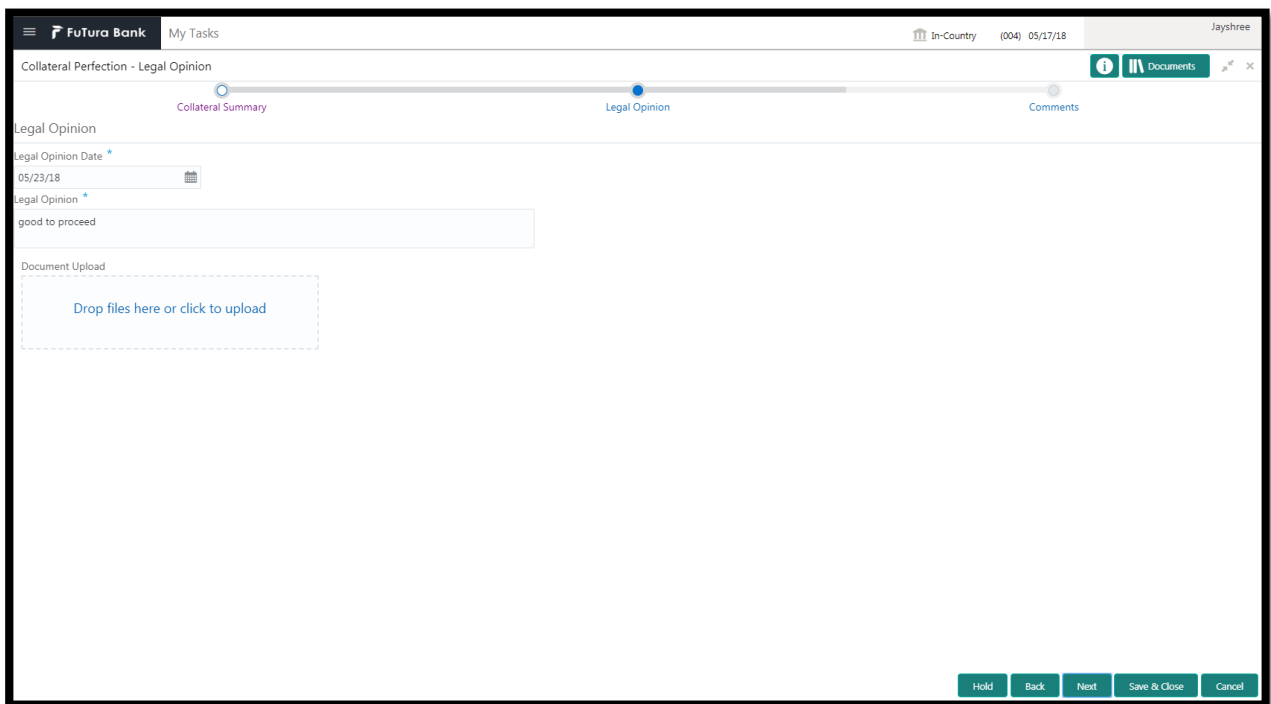 FuTura Bank My Tasks In-Country (004) 05/17/18 Jayshree
Collateral Perfection - Legal Opinion i Documents
Collateral Summary Legal Opinion Comments
Legal Opinion
Legal Opinion Date *
05/23/18
Legal Opinion *
good to proceed
Document Upload
Drop files here or click to upload
Hold Back Next Save & Close Cancel